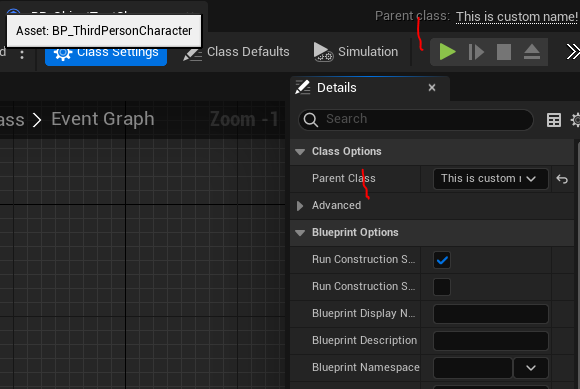 Parent class: This is custom name!
Asset: BP_ThirdPersonCharacter
Class Settings
Class Defaults
Simulation
Details
ass > Event Graph
Zoom -1
Search
Class Options
Parent Class
This is custom
Advanced
Blueprint Options
Run Construction S...
Run Construction S...
Blueprint Display N...
Blueprint Description
Blueprint Namespace